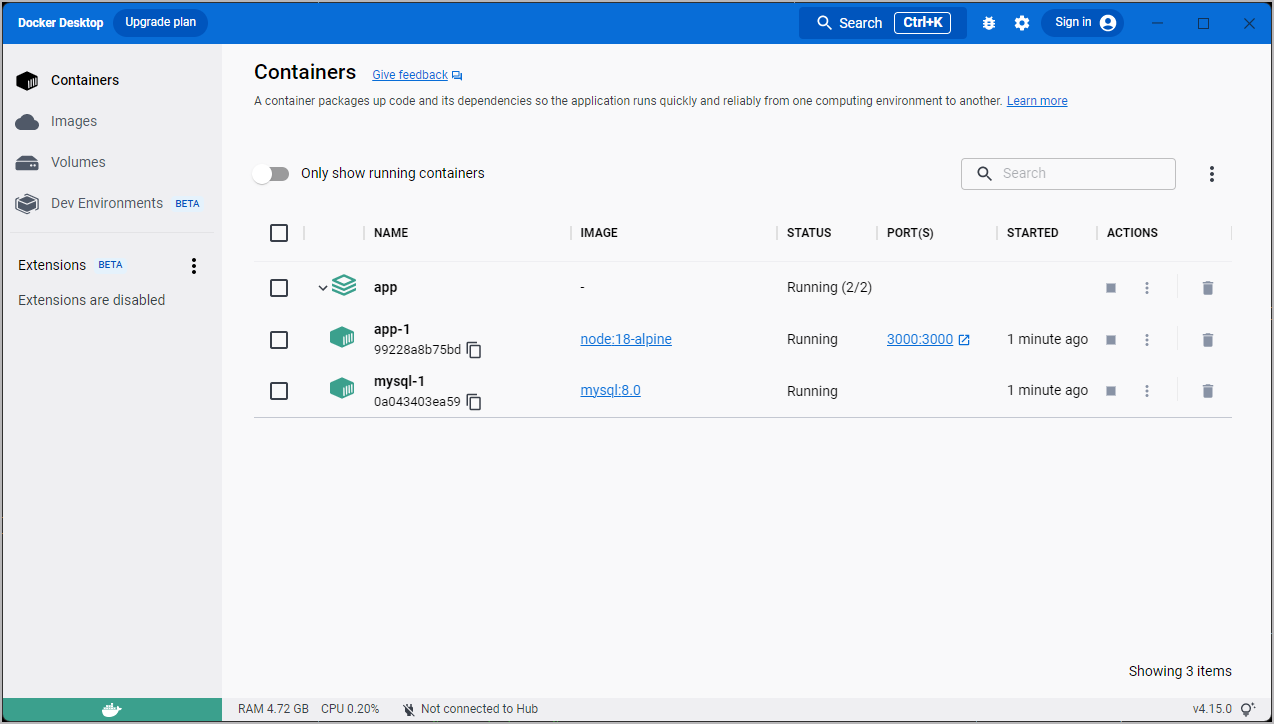 Docker Desktop Upgrade plan Search Ctrl+K Sign in
Containers
Images
Volumes
Dev Environments BETA
Extensions BETA
Extensions are disabled
Containers Give feedback
A container packages up code and its dependencies so the application runs quickly and reliably from one computing environment to another. Learn more
Only show running containers Search
NAME IMAGE STATUS PORT(S) STARTED ACTIONS
app - Running (2/2)
app-1
99228a8b75bd node:18-alpine Running 3000:3000 1 minute ago
mysql-1
0a043403ea59 mysql:8.0 Running 1 minute ago
Showing 3 items
RAM 4.72 GB CPU 0.20% Not connected to Hub v4.15.0